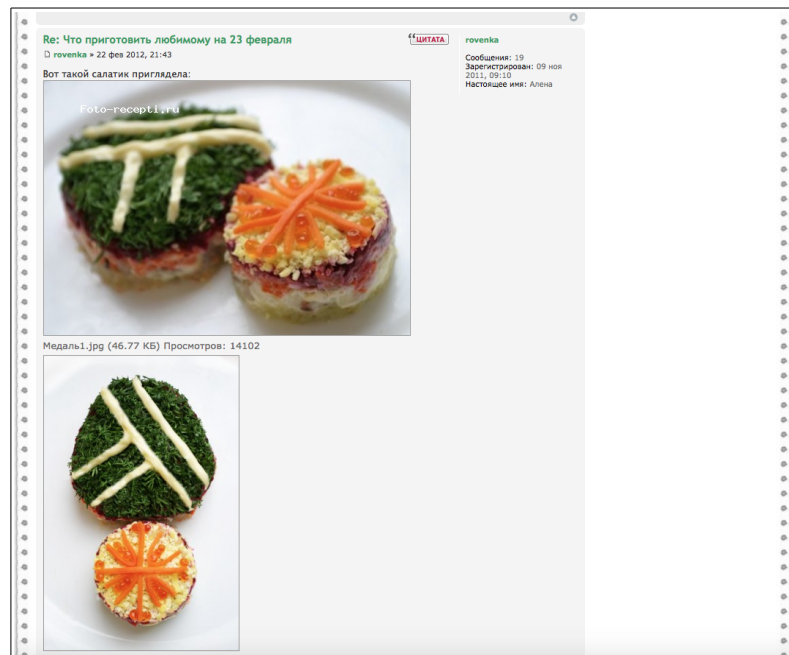 Re: Что приготовить любимому на 23 февраля
ЦИТАТА
rovenka » 22 фев 2012, 21:43
rovenka
Сообщения: 19
Зарегистрирован: 09 ноя
2011, 09:10
Настоящее имя: Алена
Вот такой салатик приглядела:
Foto-recepti.ru
Медаль1.jpg (46.77 КБ) Просмотров: 14102